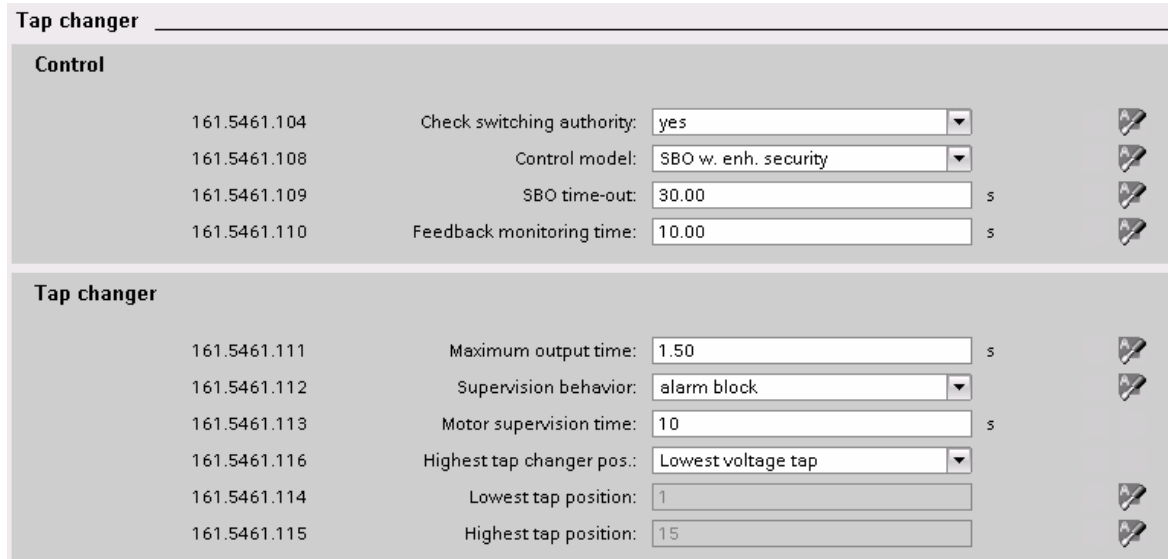 Tap changer
Control
161.5461.104 Check switching authority: yes
161.5461.108 Control model: SBO w. enh. security
161.5461.109 SBO time-out: 30.00 s
161.5461.110 Feedback monitoring time: 10.00 s
Tap changer
161.5461.111 Maximum output time: 1.50 s
161.5461.112 Supervision behavior: alarm block
161.5461.113 Motor supervision time: 10 s
161.5461.116 Highest tap changer pos.: Lowest voltage tap
161.5461.114 Lowest tap position: 1
161.5461.115 Highest tap position: 15